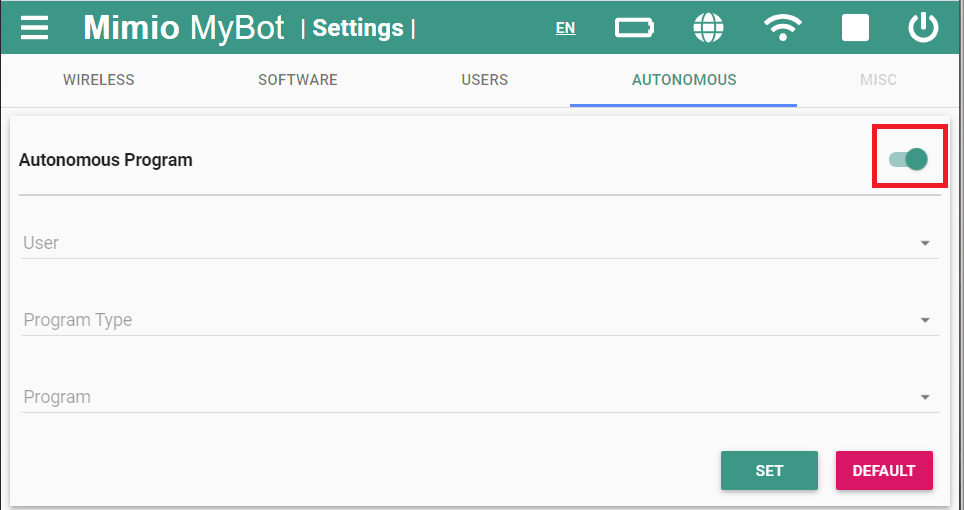 Mimio MyBot | Settings | EN
WIRELESS SOFTWARE USERS AUTONOMOUS MISC
Autonomous Program
User
Program Type
Program
SET DEFAULT